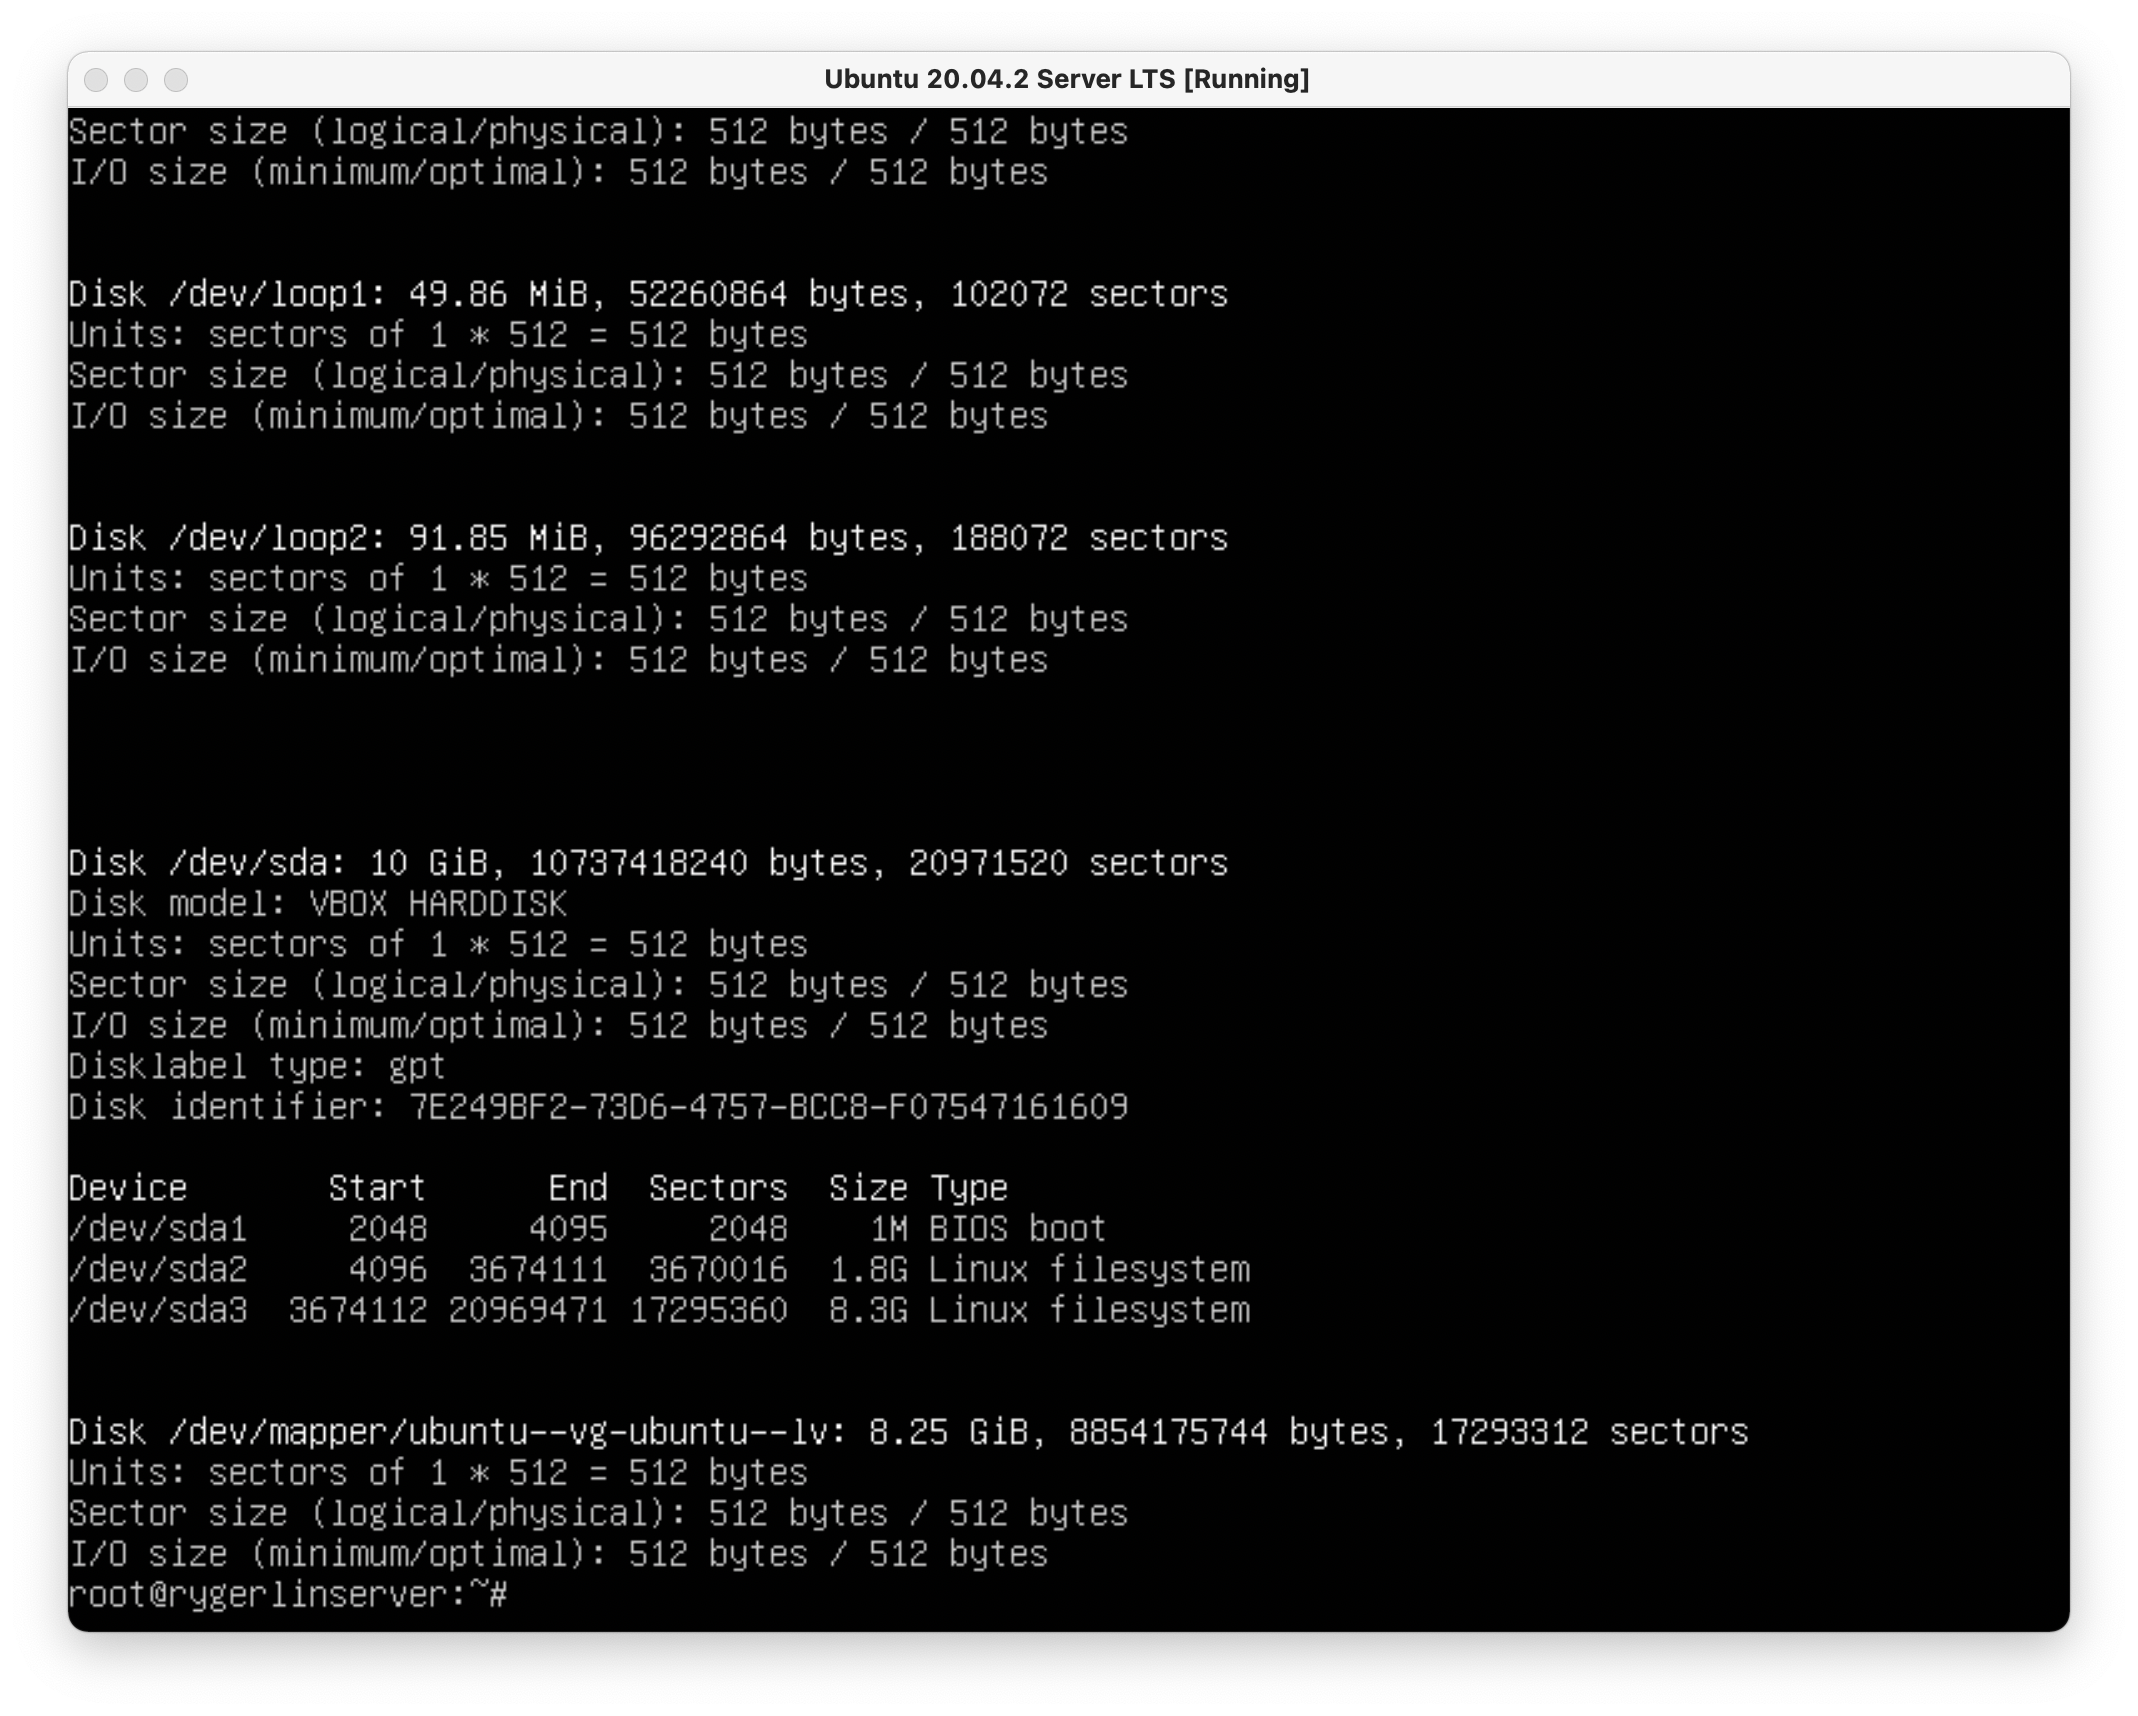 Ubuntu 20.04.2 Server LTS [Running]
Sector size (logical/physical): 512 bytes / 512 bytes
I/O size (minimum/optimal): 512 bytes / 512 bytes
Disk /dev/loop1: 49.86 MiB, 52260864 bytes, 102072 sectors
Units: sectors of 1 * 512 = 512 bytes
Sector size (logical/physical): 512 bytes / 512 bytes
I/O size (minimum/optimal): 512 bytes / 512 bytes
Disk /dev/loop2: 91.85 MiB, 96292864 bytes, 188072 sectors
Units: sectors of 1 * 512 = 512 bytes
Sector size (logical/physical): 512 bytes / 512 bytes
I/O size (minimum/optimal): 512 bytes / 512 bytes
Disk /dev/sda: 10 GiB, 10737418240 bytes, 20971520 sectors
Disk model: VBOX HARDDISK
Units: sectors of 1 * 512 = 512 bytes
Sector size (logical/physical): 512 bytes / 512 bytes
I/O size (minimum/optimal): 512 bytes / 512 bytes
Disklabel type: gpt
Disk identifier: 7E249BF2-73D6-4757-BCC8-F07547161609
Device       Start      End  Sectors  Size Type
/dev/sda1     2048     4095     2048   1M BIOS boot
/dev/sda2     4096  3674111  3670016  1.8G Linux filesystem
/dev/sda3  3674112 20969471 17295360  8.3G Linux filesystem
Disk /dev/mapper/ubuntu--vg-ubuntu--lv: 8.25 GiB, 8854175744 bytes, 17293312 sectors
Units: sectors of 1 * 512 = 512 bytes
Sector size (logical/physical): 512 bytes / 512 bytes
I/O size (minimum/optimal): 512 bytes / 512 bytes
root@rygerlinserver:~#